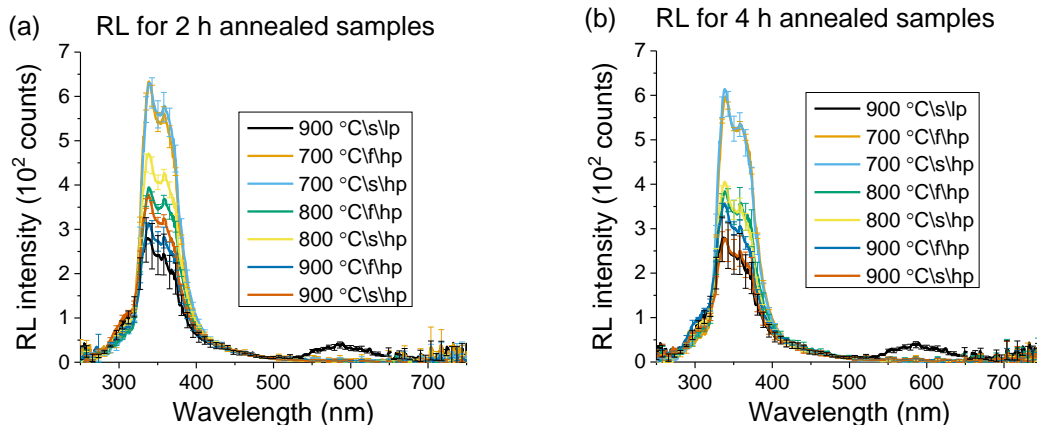 (a) RL for 2 h annealed samples
RL intensity (10² counts)
7
6
5
4
3
2
1
0
900 °C\s\lp
700 °C\f\hp
700 °C\s\hp
800 °C\f\hp
800 °C\s\hp
900 °C\f\hp
900 °C\s\hp
300 400 500 600 700
Wavelength (nm)
(b) RL for 4 h annealed samples
RL intensity (10² counts)
7
6
5
4
3
2
1
0
900 °C\s\lp
700 °C\f\hp
700 °C\s\hp
800 °C\f\hp
800 °C\s\hp
900 °C\f\hp
900 °C\s\hp
300 400 500 600 700
Wavelength (nm)